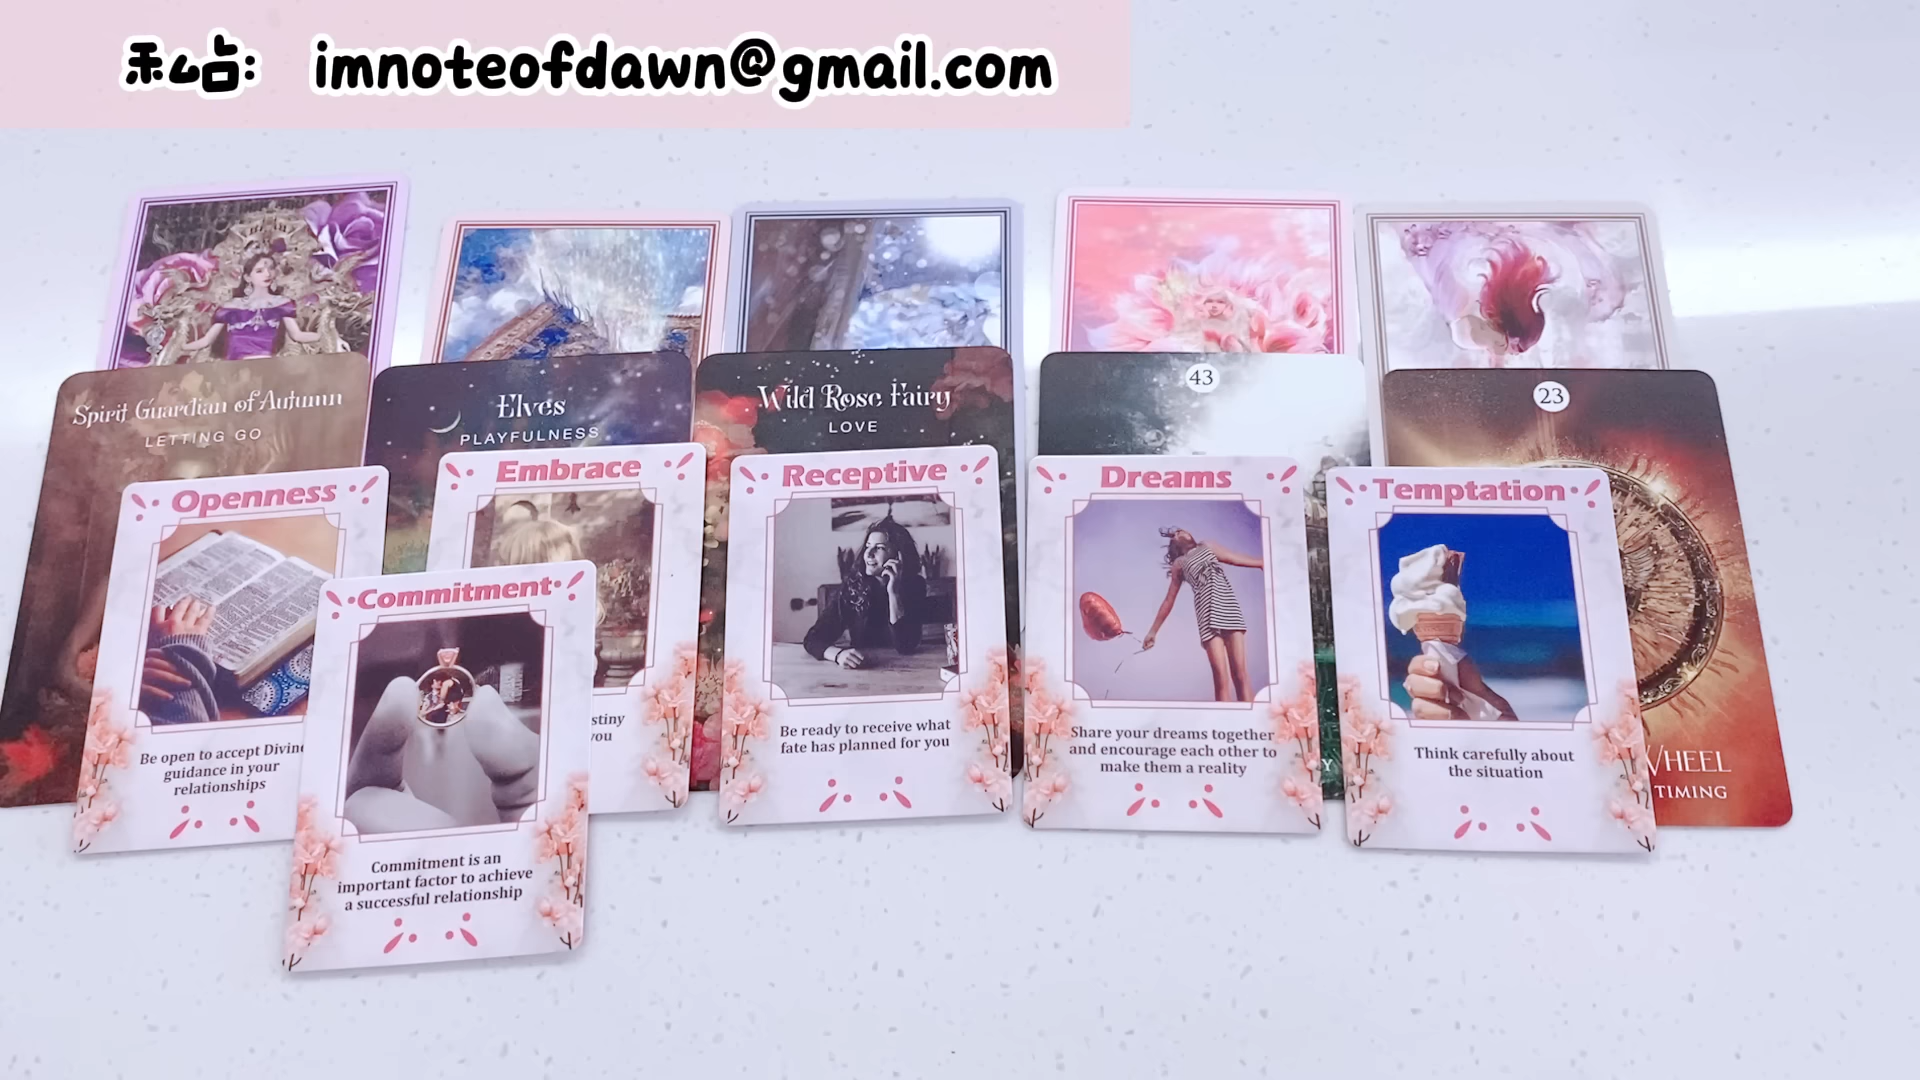 私占: imnoteofdawn@gmail.com
Spirit Guardian of Autumn
LETTING GO
Elves
PLAYFULNESS
Wild Rose Fairy
LOVE
43
23
WHEEL
TIMING
Openness
Be open to accept Divine
guidance in your
relationships
Embrace
you
Commitment
Commitment is an
important factor to achieve
a successful relationship
Receptive
Be ready to receive what
fate has planned for you
Dreams
Share your dreams together
and encourage each other to
make them a reality
Temptation
Think carefully about
the situation